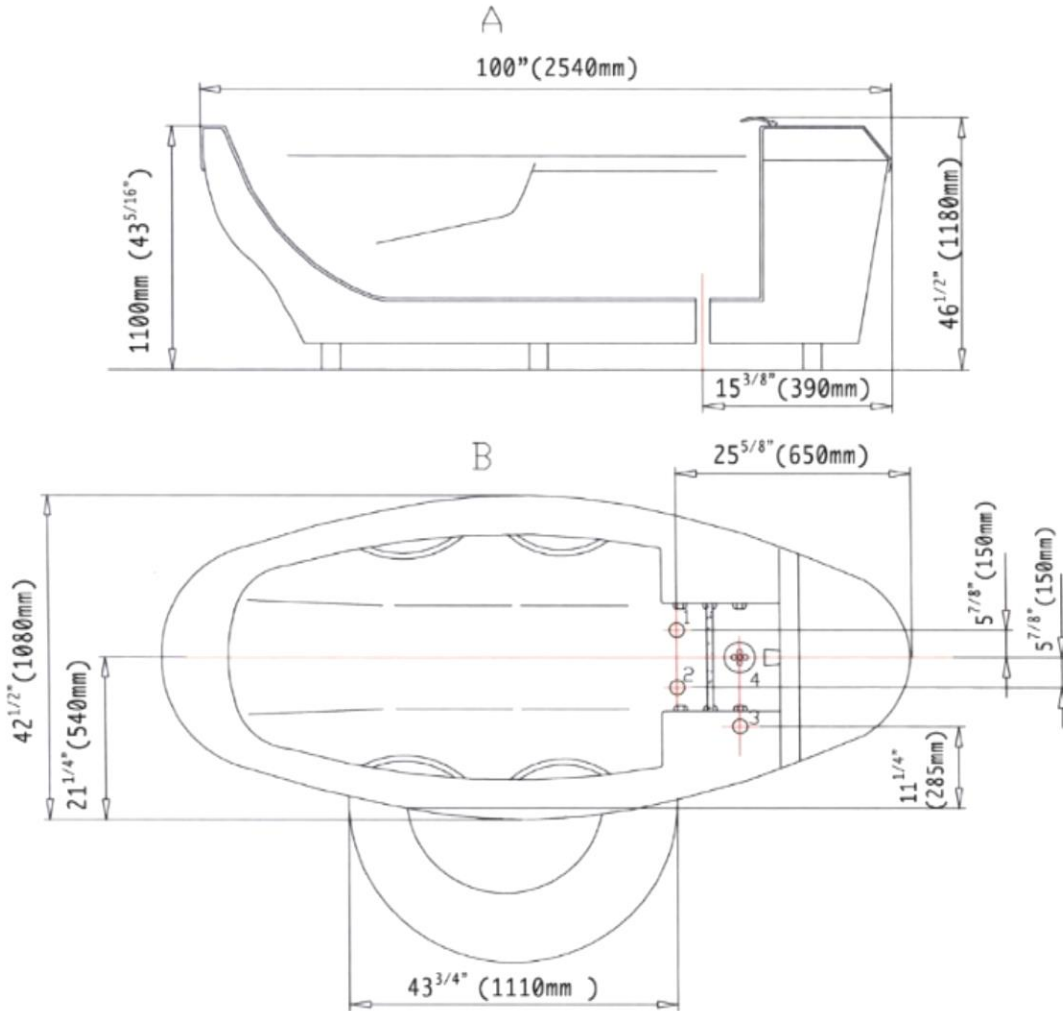 A
100"(2540mm)
1100mm (43 5/16")
46 1/2" (1180mm)
15 3/8"(390mm)
B
25 5/8"(650mm)
42 1/2" (1080mm)
21 1/4" (540mm)
5 7/8" (150mm)
5 7/8" (150mm)
1
2
4
3
11 1/4"
(285mm)
43 3/4" (1110mm )